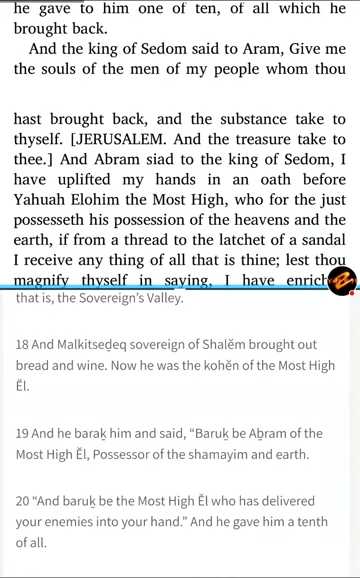 he gave to him one of ten, of all which he
brought back.
And the king of Sedom said to Aram, Give me
the souls of the men of my people whom thou
hast brought back, and the substance take to
thyself. [JERUSALEM. And the treasure take to
thee.] And Abram siad to the king of Sedom, I
have uplifted my hands in an oath before
Yahuah Elohim the Most High, who for the just
possesseth his possession of the heavens and the
earth, if from a thread to the latchet of a sandal
I receive any thing of all that is thine; lest thou
magnify thyself in saying, I have
that is, the Sovereign’s Valley.
18 And Malkitseḏeq sovereign of Shalĕm brought out
bread and wine. Now he was the kohĕn of the Most High
Ĕl.
19 And he baraḵ him and said, “Baruḵ be Aḇram of the
Most High Ĕl, Possessor of the shamayim and earth.
20 “And baruḵ be the Most High Ĕl who has delivered
your enemies into your hand.” And he gave him a tenth
of all.